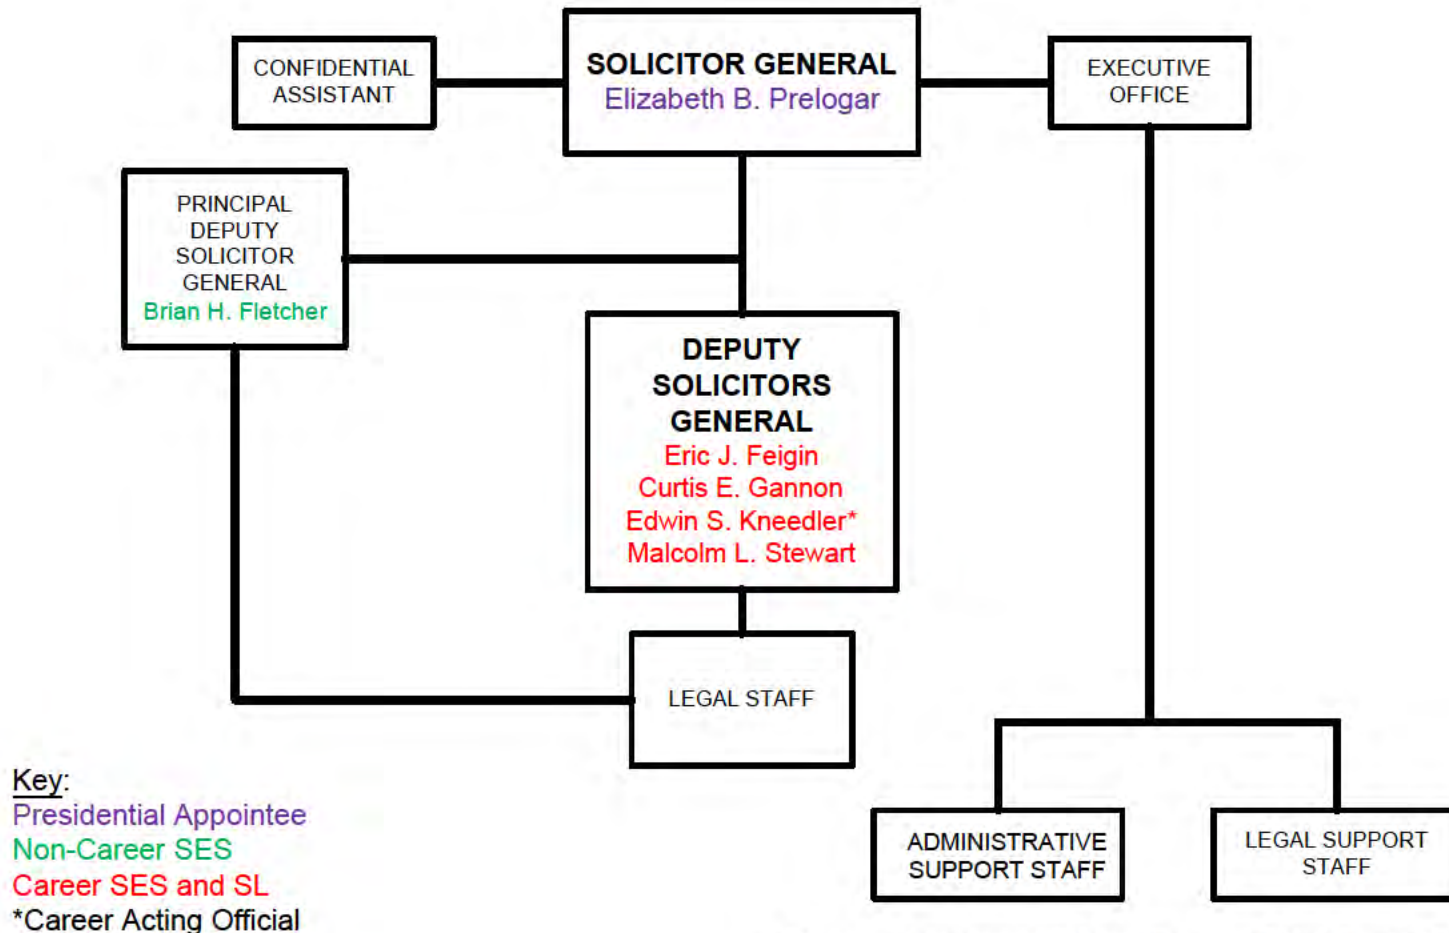 CONFIDENTIAL
ASSISTANT
SOLICITOR GENERAL
Elizabeth B. Prelogar
EXECUTIVE
OFFICE
PRINCIPAL
DEPUTY
SOLICITOR
GENERAL
Brian H. Fletcher
DEPUTY
SOLICITORS
GENERAL
Eric J. Feigin
Curtis E. Gannon
Edwin S. Kneedler*
Malcolm L. Stewart
LEGAL STAFF
ADMINISTRATIVE
SUPPORT STAFF
LEGAL SUPPORT
STAFF
Key:
Presidential Appointee
Non-Career SES
Career SES and SL
*Career Acting Official